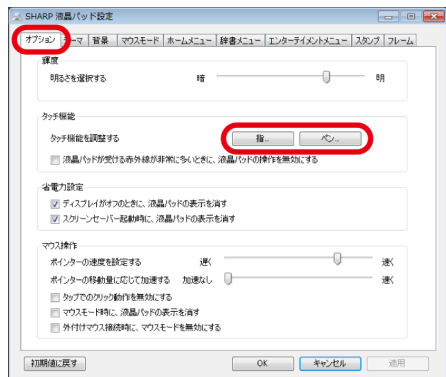 SHARP 液晶パッド設定
オプション テーマ 背景 マウスモード ホームメニュー 辞書メニュー エンターテイメントメニュー スタンプ フレーム
輝度
明るさを選択する 暗 明
タッチ機能
タッチ機能を調整する 指... ペン...
液晶パッドが受ける赤外線が非常に多いときに、液晶パッドの操作を無効にする
省電力設定
ディスプレイがオフのときに、液晶パッドの表示を消す
スクリーンセーバー起動時に、液晶パッドの表示を消す
マウス操作
ポインターの速度を設定する 遅く 速く
ポインターの移動量に応じて加速する 加速なし 速く
タップでのクリック動作を無効にする
マウスモード時に、液晶パッドの表示を消す
外付けマウス接続時に、マウスモードを無効にする
初期値に戻す OK キャンセル 適用